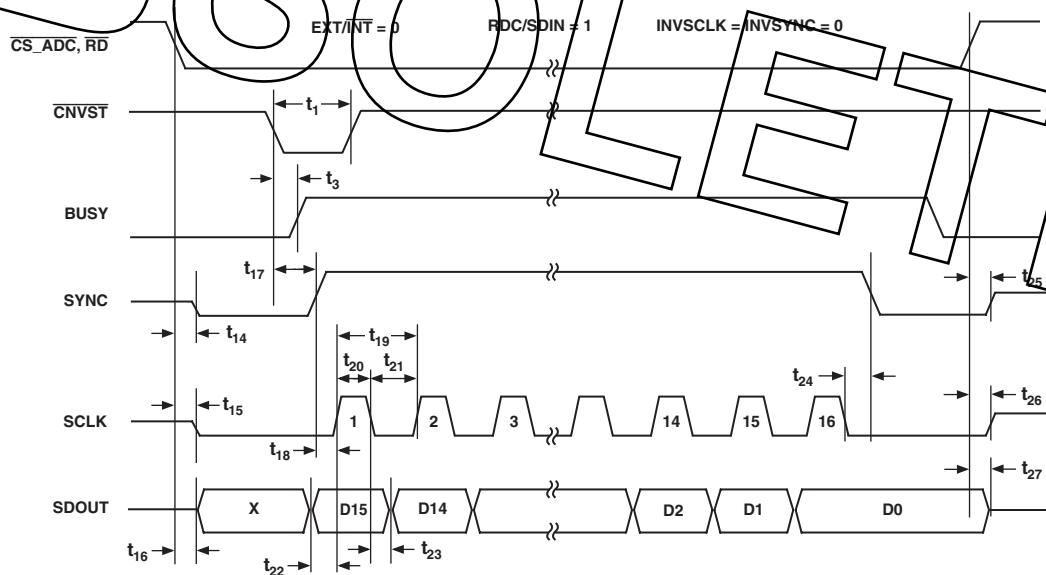 EXT/INT = 0 RDC/SDIN = 1 INVSCLK = INVSYNC = 0
CS_ADC, RD
CNVST
t1
t3
BUSY
t17
t25
SYNC
t14
t19
t20 t21
t24
t15
t26
SCLK
1 2 3 14 15 16
t18
t27
SDOUT
X D15 D14 D2 D1 D0
t16
t23
t22